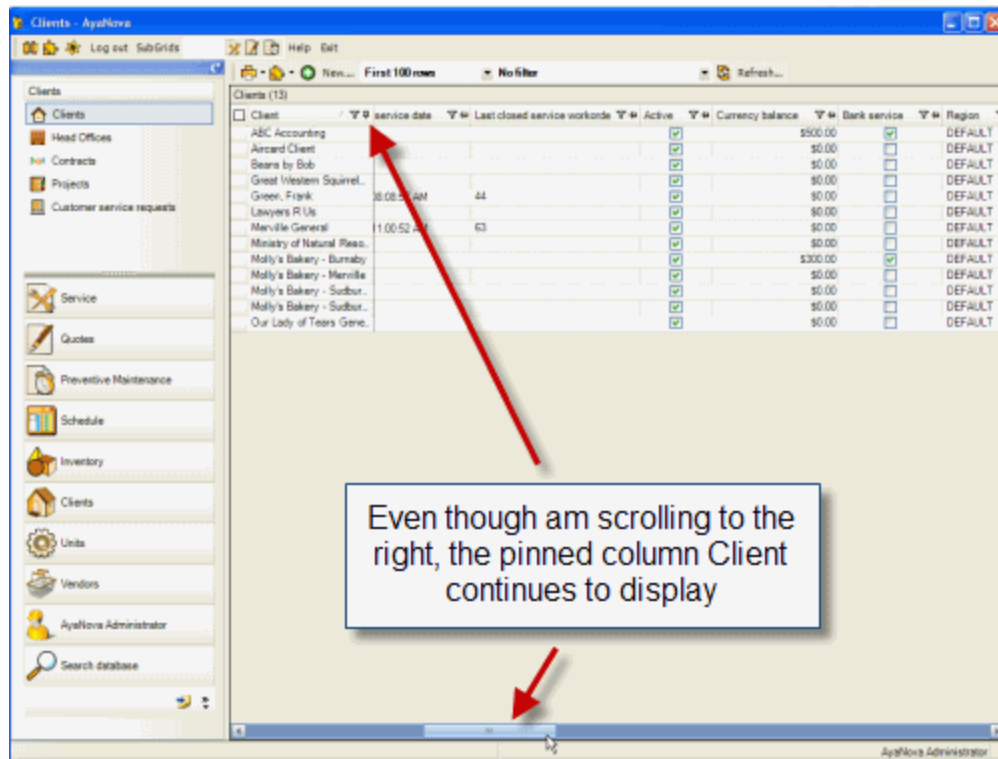 Clients - AyaNova
Log out SubGrids Help Exit
New... First 100 rows No filter Refresh...
Clients
Clients
Head Offices
Contracts
Projects
Customer service requests
Service
Quotes
Preventive Maintenance
Schedule
Inventory
Clients
Units
Vendors
AyaNova Administrator
Search database
Clients (13)
Client service date Last closed service workorde Active Currency balance Bank service Region
ABC Accounting $500.00 DEFAULT
Aircard Client $0.00 DEFAULT
Beans by Bob $0.00 DEFAULT
Great Western Squirrel... $0.00 DEFAULT
Green, Frank AM 44 $0.00 DEFAULT
Lawyers R Us $0.00 DEFAULT
Merville General 63 $0.00 DEFAULT
Ministry of Natural Reso... $0.00 DEFAULT
Molly's Bakery - Burnaby $300.00 DEFAULT
Molly's Bakery - Merville $0.00 DEFAULT
Molly's Bakery - Sudbur... $0.00 DEFAULT
Molly's Bakery - Sudbur... $0.00 DEFAULT
Our Lady of Tears Gene... $0.00 DEFAULT
Even though am scrolling to the
right, the pinned column Client
continues to display
AyaNova Administrator